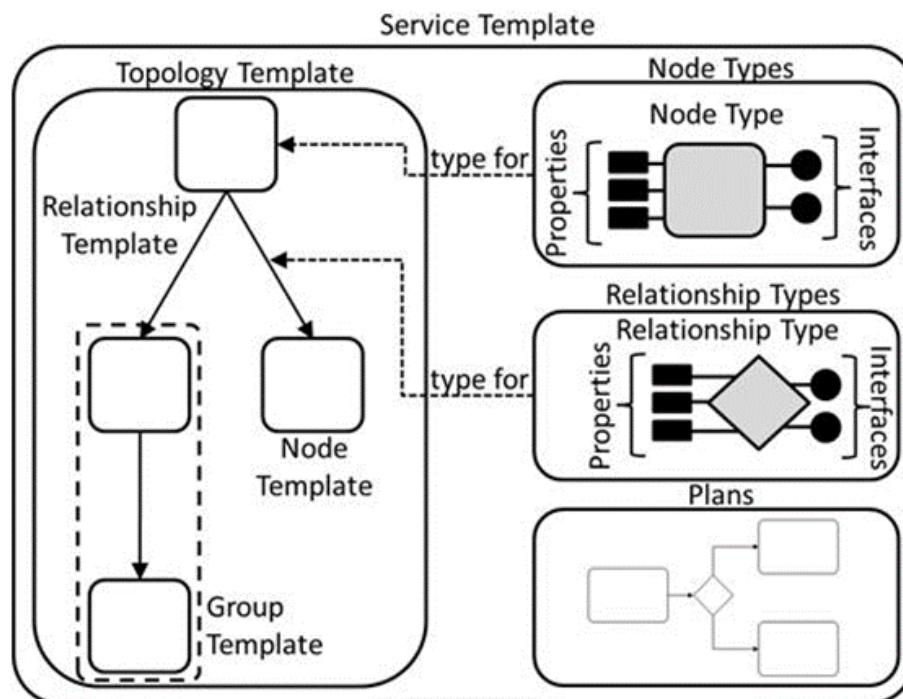 Service Template
Topology Template
Relationship
Template
Node
Template
Group
Template
type for
type for
Node Types
Node Type
Properties
Interfaces
Relationship Types
Relationship Type
Properties
Interfaces
Plans